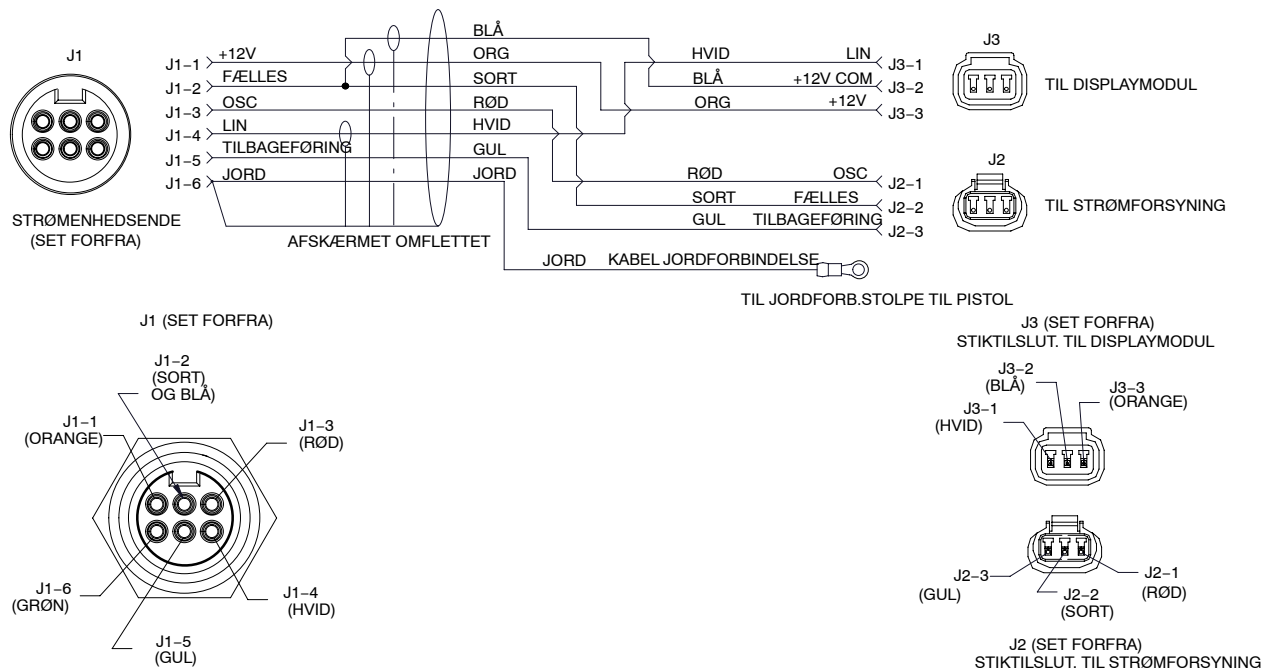 J1
J1-1 +12V
J1-2 FÆLLES
J1-3 OSC
J1-4 LIN
J1-5 TILBAGEFØRING
J1-6 JORD
STRØMENHEDSENDE
(SET FORFRA)
BLÅ
ORG
SORT
RØD
HVID
GUL
JORD
AFSKÆRMET OMFLETTET
HVID LIN J3-1
BLÅ +12V COM J3-2
ORG +12V J3-3
J3
TIL DISPLAYMODUL
RØD OSC J2-1
SORT FÆLLES J2-2
GUL TILBAGEFØRING J2-3
J2
TIL STRØMFORSYNING
JORD KABEL JORDFORBINDELSE
TIL JORDFORB.STOLPE TIL PISTOL
J1 (SET FORFRA)
J1-2
(SORT)
OG BLÅ)
J1-1
(ORANGE)
J1-3
(RØD)
J1-6
(GRØN)
J1-4
(HVID)
J1-5
(GUL)
J3 (SET FORFRA)
STIKTILSLUT. TIL DISPLAYMODUL
J3-2
(BLÅ)
J3-3
(ORANGE)
J3-1
(HVID)
J2-3
(GUL)
J2-1
(RØD)
J2-2
(SORT)
J2 (SET FORFRA)
STIKTILSLUT. TIL STRØMFORSYNING